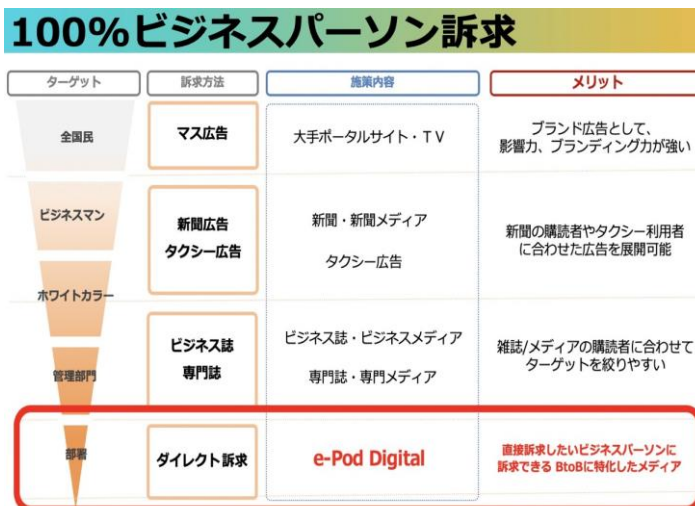 100%ビジネスパーソン訴求
ターゲット
訴求方法
施策内容
メリット
全国民
マス広告
大手ポータルサイト・TV
ブランド広告として、
影響力、ブランディング力が強い
ビジネスマン
新聞広告
タクシー広告
新聞・新聞メディア
タクシー広告
新聞の購読者やタクシー利用者
に合わせた広告を展開可能
ホワイトカラー
管理部門
ビジネス誌
専門誌
ビジネス誌・ビジネスメディア
専門誌・専門メディア
雑誌/メディアの購読者に合わせて
ターゲットを絞りやすい
部署
ダイレクト訴求
e-Pod Digital
直接訴求したいビジネスパーソンに
訴求できる BtoBに特化したメディア